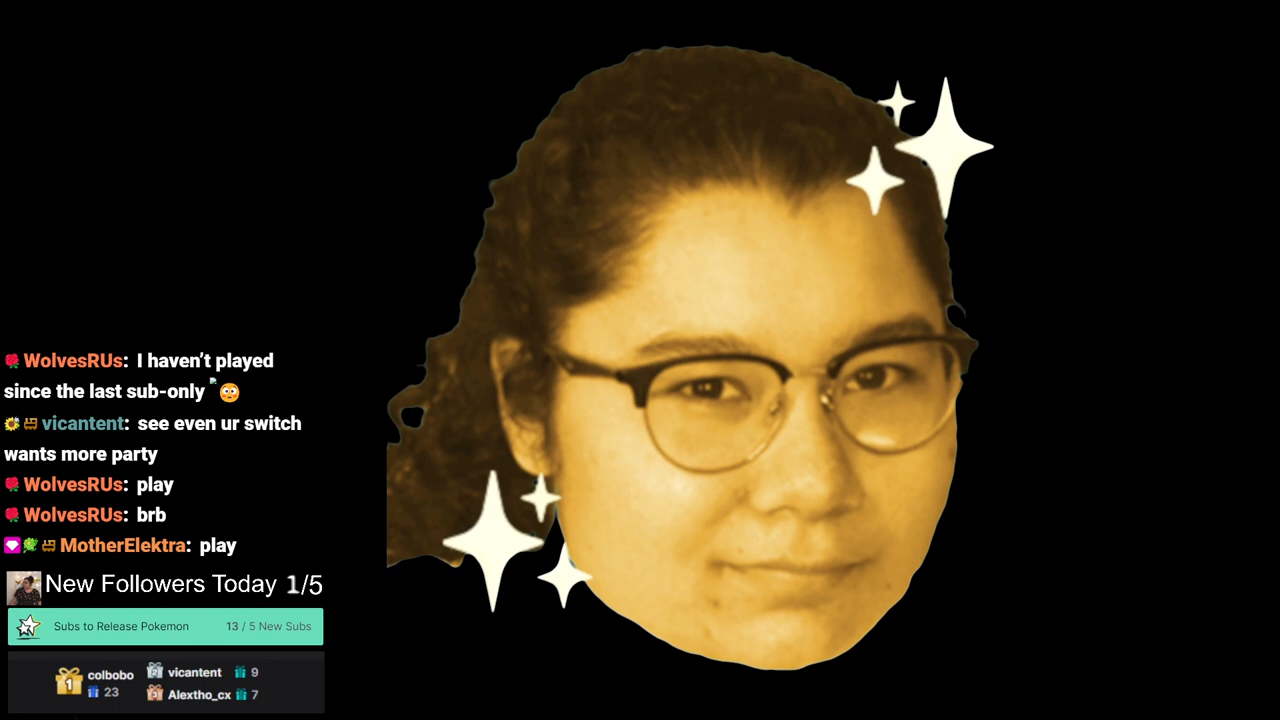 WolvesRUs: I haven't played
since the last sub-only
vicantent: see even ur switch
wants more party
WolvesRUs: play
WolvesRUs: brb
MotherElektra: play
New Followers Today 1/5
Subs to Release Pokemon 13 / 5 New Subs
colbobo 23
vicantent 9
Alextho_cx 7